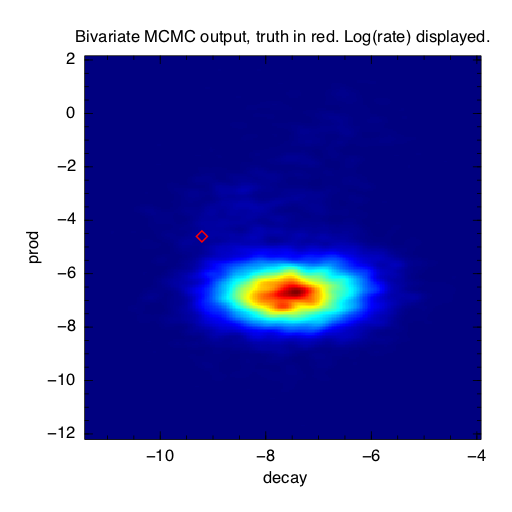 Bivariate MCMC output, truth in red. Log(rate) displayed.
2
0
−2
−4
−6
−8
−10
−12
prod
−10 −8 −6 −4
decay